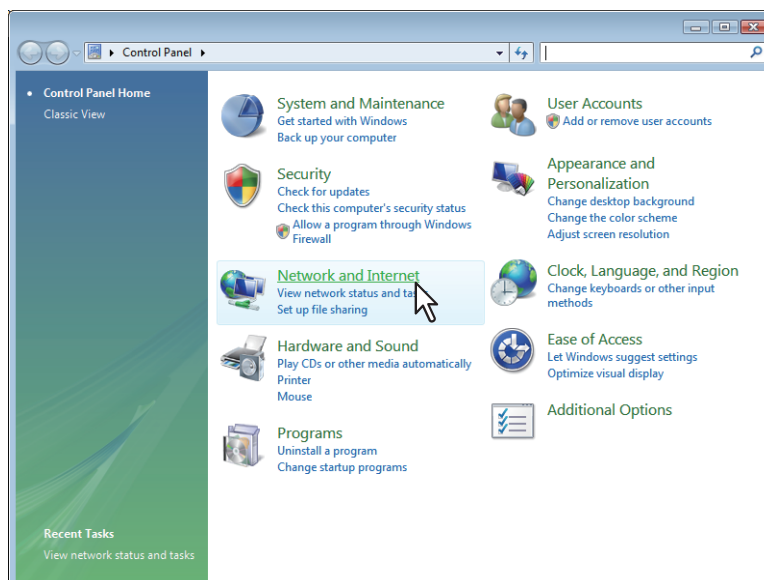 Control Panel
Control Panel Home
Classic View
System and Maintenance
Get started with Windows
Back up your computer
Security
Check for updates
Check this computer's security status
Allow a program through Windows
Firewall
Network and Internet
View network status and
Set up file sharing
Hardware and Sound
Play CDs or other media automatically
Printer
Mouse
Programs
Uninstall a program
Change startup programs
User Accounts
Add or remove user accounts
Appearance and
Personalization
Change desktop background
Change the color scheme
Adjust screen resolution
Clock, Language, and Region
Change keyboards or other input
methods
Ease of Access
Let Windows suggest settings
Optimize visual display
Additional Options
Recent Tasks
View network status and tasks